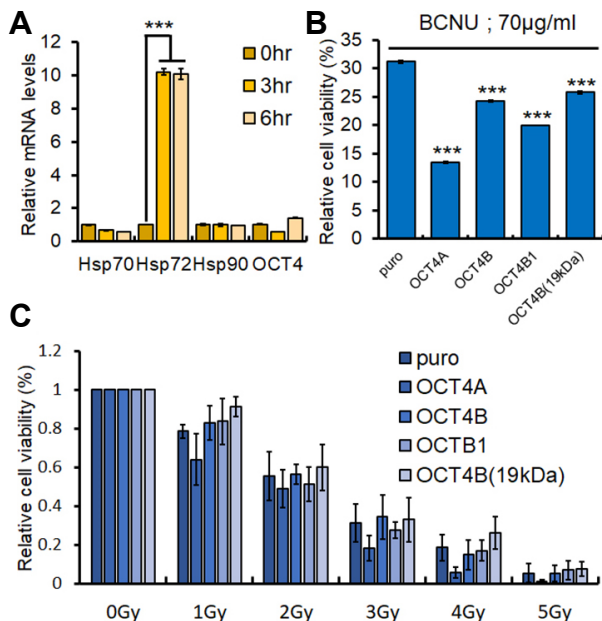 A
***
Relative mRNA levels
12
10
8
6
4
2
0
0hr
3hr
6hr
Hsp70 Hsp72 Hsp90 OCT4
B
BCNU ; 70μg/ml
Relative cell viability (%)
35
30
25
20
15
10
5
0
***
***
***
***
puro
OCT4A
OCT4B
OCT4B1
OCT4B(19kDa)
C
Relative cell viability (%)
1.2
1
0.8
0.6
0.4
0.2
0
puro
OCT4A
OCT4B
OCTB1
OCT4B(19kDa)
0Gy 1Gy 2Gy 3Gy 4Gy 5Gy